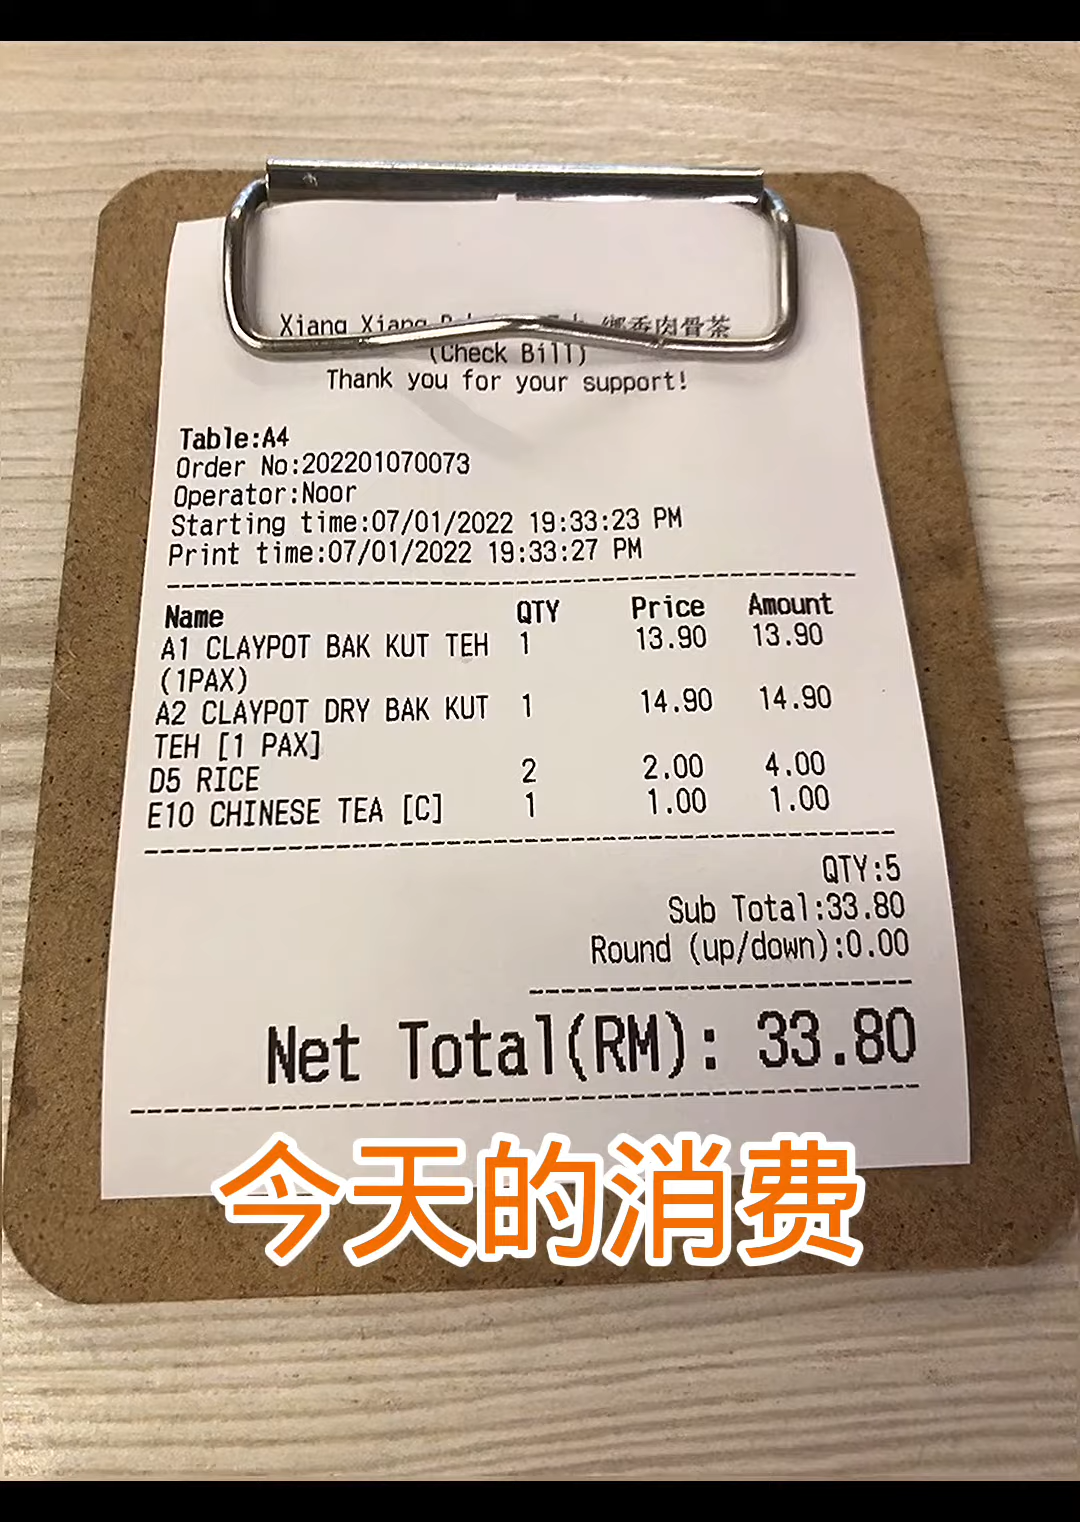 Xiang Xiang 鄉香肉骨茶
(Check Bill)
Thank you for your support!
Table:A4
Order No:202201070073
Operator:Noor
Starting time:07/01/2022 19:33:23 PM
Print time:07/01/2022 19:33:27 PM
Name QTY Price Amount
A1 CLAYPOT BAK KUT TEH 1 13.90 13.90
(1PAX)
A2 CLAYPOT DRY BAK KUT 1 14.90 14.90
TEH [1 PAX]
D5 RICE 2 2.00 4.00
E10 CHINESE TEA [C] 1 1.00 1.00
QTY:5
Sub Total:33.80
Round (up/down):0.00
Net Total(RM): 33.80
今天的消费